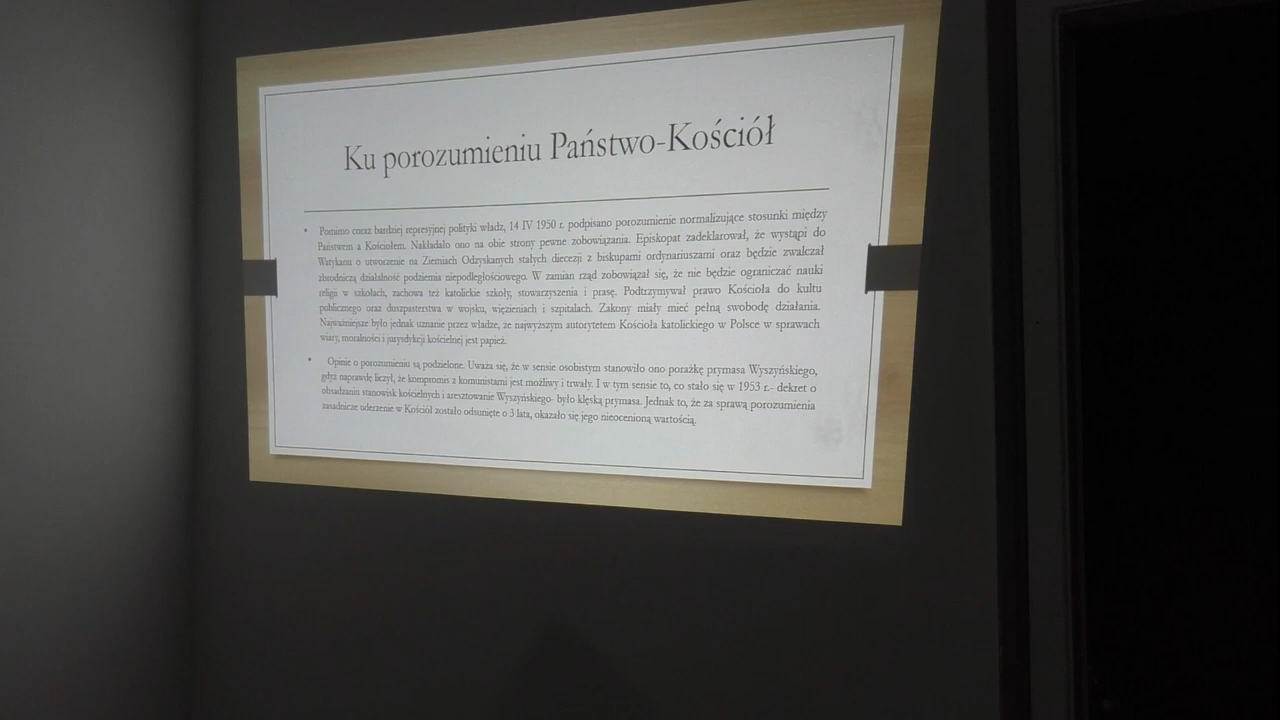 Ku porozumieniu Państwo-Kościół
• Pomimo coraz bardziej represyjnej polityki władz, 14 IV 1950 r. podpisano porozumienie normalizujące stosunki między
Państwem a Kościołem. Nakładało ono na obie strony pewne zobowiązania. Episkopat zadeklarował, że wystąpi do
Watykanu o utworzenie na Ziemiach Odzyskanych stałych diecezji z biskupami ordynariuszami oraz będzie zwalczał
zbrodniczą działalność podziemia niepodległościowego. W zamian rząd zobowiązał się, że nie będzie ograniczać nauki
religii w szkołach, zachowa też katolickie szkoły, stowarzyszenia i prasę. Podtrzymywał prawo Kościoła do kultu
publicznego oraz duszpasterstwa w wojsku, więzieniach i szpitalach. Zakony miały mieć pełną swobodę działania.
Najważniejsze było jednak uznanie przez władze, że najwyższym autorytetem Kościoła katolickiego w Polsce w sprawach
wiary, moralności i jurysdykcji kościelnej jest papież.
• Opinie o porozumieniu są podzielone. Uważa się, że w sensie osobistym stanowiło ono porażkę prymasa Wyszyńskiego,
gdyż naprawdę liczył, że kompromis z komunistami jest możliwy i trwały. I w tym sensie to, co stało się w 1953 r.- dekret o
obsadzaniu stanowisk kościelnych i aresztowanie Wyszyńskiego- było klęską prymasa. Jednak to, że za sprawą porozumienia
zasadnicze uderzenie w Kościół zostało odsunięte o 3 lata, okazało się jego nieocenioną wartością.